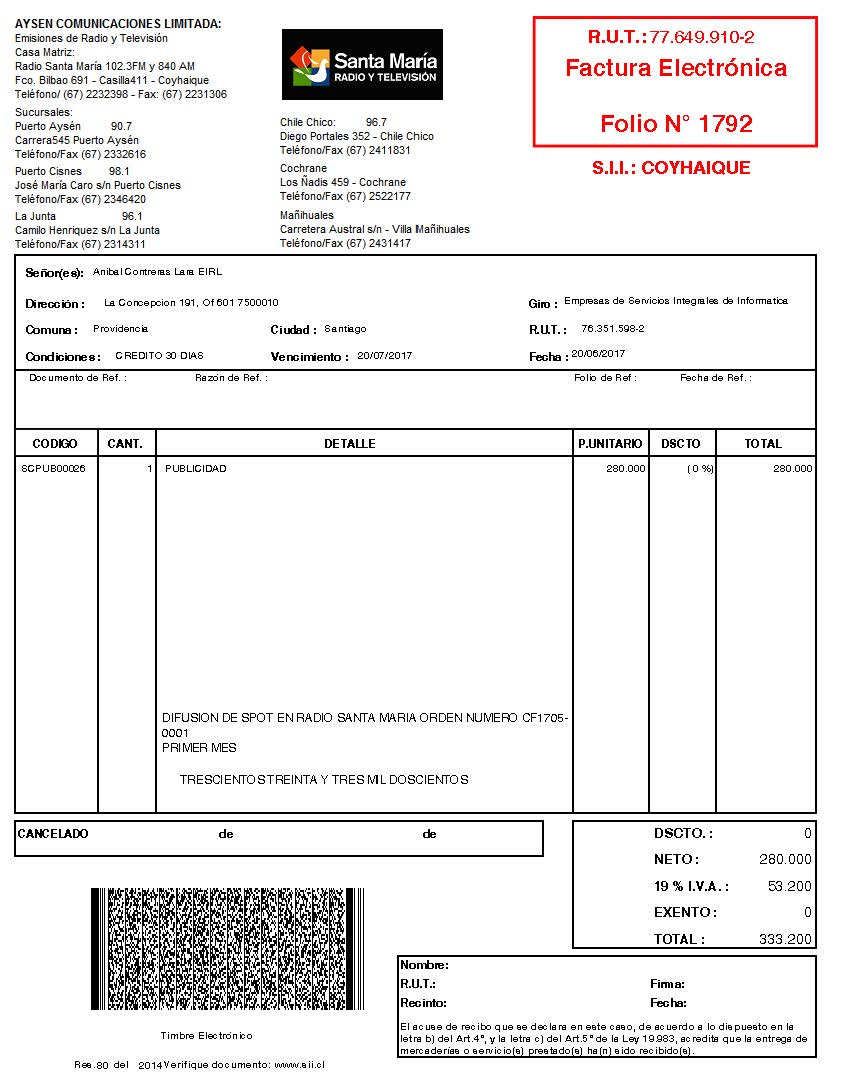 AYSEN COMUNICACIONES LIMITADA:
Emisiones de Radio y Televisión
Casa Matriz:
Radio Santa María 102.3FM y 840 AM
Fco. Bilbao 691 - Casilla411 - Coyhaique
Teléfono/ (67) 2232398 - Fax: (67) 2231306
Sucursales:
Puerto Aysén 90.7
Carrera545 Puerto Aysén
Teléfono/Fax (67) 2332616
Puerto Cisnes 98.1
José María Caro s/n Puerto Cisnes
Teléfono/Fax (67) 2346420
La Junta 96.1
Camilo Henriquez s/n La Junta
Teléfono/Fax (67) 2314311
Santa María
RADIO Y TELEVISIÓN
Chile Chico: 96.7
Diego Portales 352 - Chile Chico
Teléfono/Fax (67) 2411831
Cochrane
Los Ñadis 459 - Cochrane
Teléfono/Fax (67) 2522177
Mañihuales
Carretera Austral s/n - Villa Mañihuales
Teléfono/Fax (67) 2431417
R.U.T.: 77.649.910-2
Factura Electrónica
Folio N° 1792
S.I.I.: COYHAIQUE
Señor(es): Anibal Contreras Lara EIRL
Dirección : La Concepcion 191, Of 601 7500010 Giro : Empresas de Servicios Integrales de Informatica
Comuna : Providencia Ciudad : Santiago R.U.T. : 76.351.598-2
Condiciones : CREDITO 30 DIAS Vencimiento : 20/07/2017 Fecha : 20/06/2017
Documento de Ref. : Razón de Ref. : Folio de Ref : Fecha de Ref. :
CODIGO CANT. DETALLE P.UNITARIO DSCTO TOTAL
SCPUB00026 1 PUBLICIDAD 280.000 ( 0 %) 280.000
DIFUSION DE SPOT EN RADIO SANTA MARIA ORDEN NUMERO CF1705-
0001
PRIMER MES
TRESCIENTOS TREINTA Y TRES MIL DOSCIENTOS
CANCELADO de de
DSCTO. : 0
NETO : 280.000
19 % I.V.A. : 53.200
EXENTO : 0
TOTAL : 333.200
Nombre:
R.U.T.: Firma:
Recinto: Fecha:
El acuse de recibo que se declara en este caso, de acuerdo a lo dispuesto en la
letra b) del Art.4°, y la letra c) del Art.5° de la Ley 19.983, acredita que la entrega de
mercaderías o servicio(s) prestado(s) ha(n) sido recibido(s).
Timbre Electrónico
Res.80 del 2014 Verifique documento: www.sii.cl